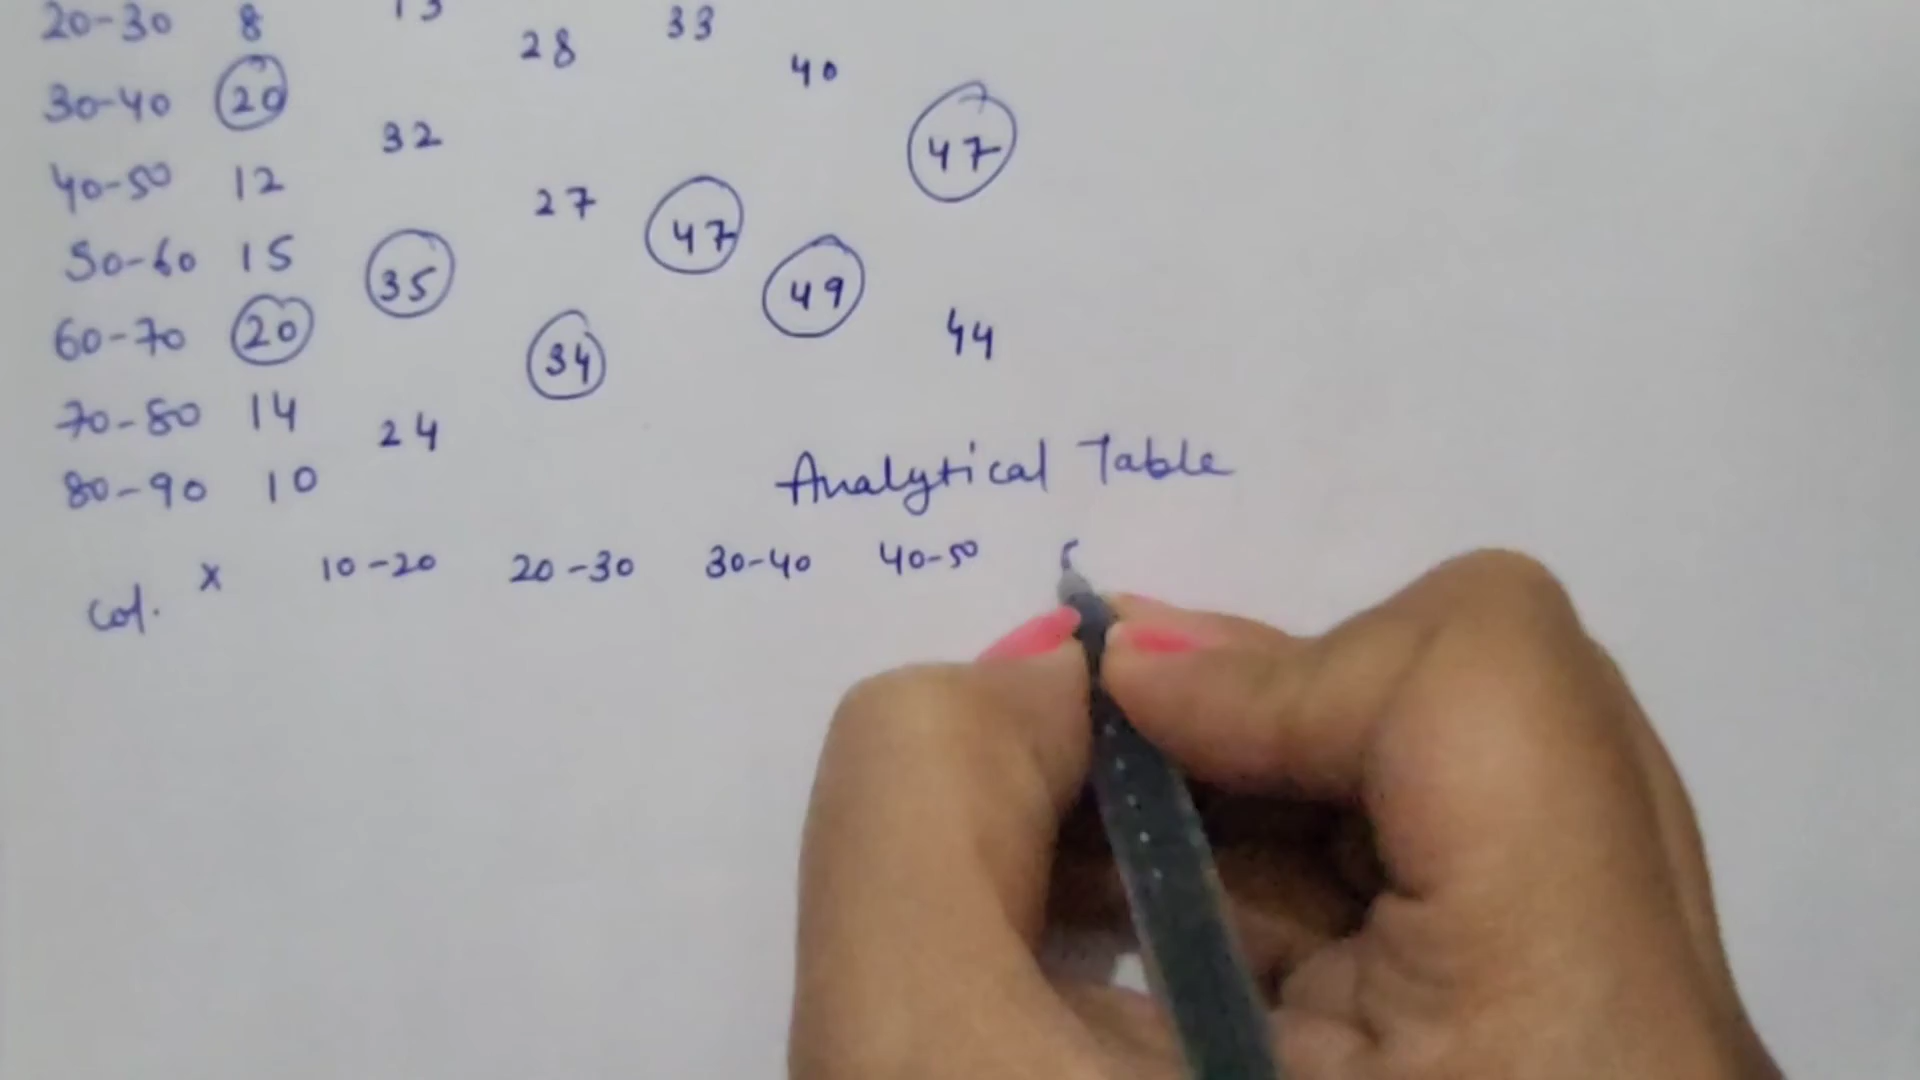 20-30 8 13 33
28
30-40 20 40
32 47
40-50 12
27
47
50-60 15 35 49
60-70 20 34 44
70-80 14
24
Analytical Table
80-90 10
Col. X 10-20 20-30 30-40 40-50 5